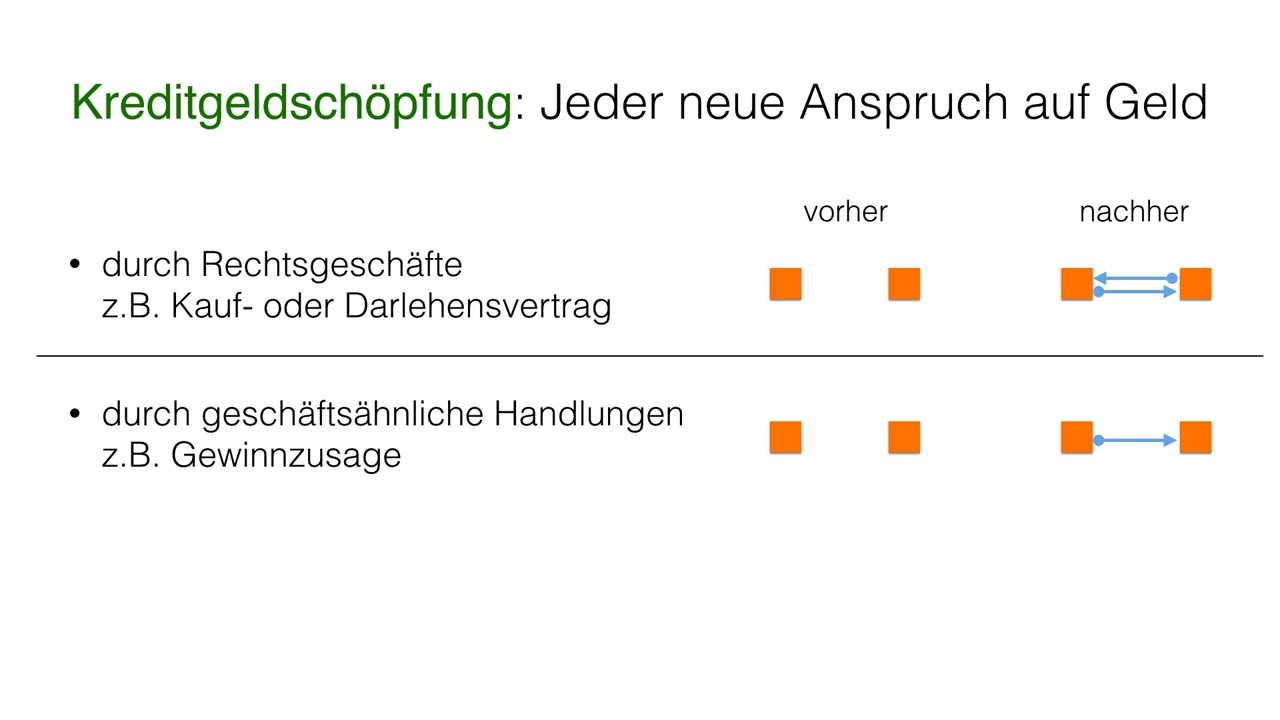 Kreditgeldschöpfung: Jeder neue Anspruch auf Geld
vorher nachher
• durch Rechtsgeschäfte
z.B. Kauf- oder Darlehensvertrag
• durch geschäftsähnliche Handlungen
z.B. Gewinnzusage